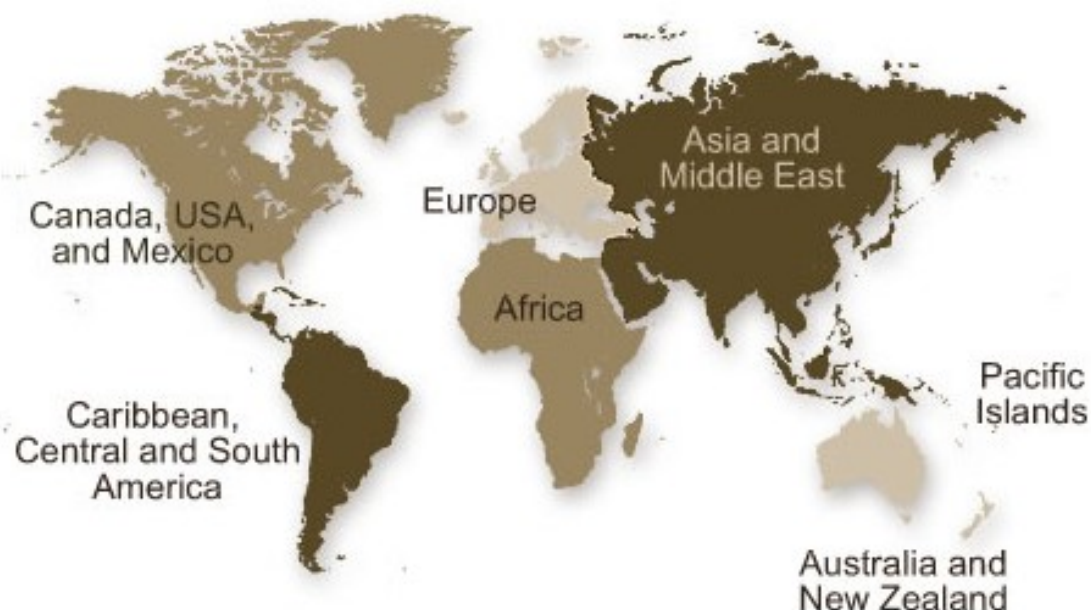 Canada, USA,
and Mexico
Europe
Asia and
Middle East
Africa
Caribbean,
Central and South
America
Pacific
Islands
Australia and
New Zealand